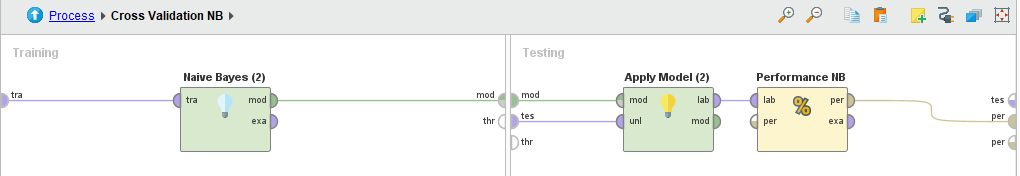 Process Cross Validation NB
Training
Testing
Naive Bayes (2)
Apply Model (2)
Performance NB
tra
tra mod
exa
mod
thr
mod
tes
thr
mod lab
unl mod
lab per
per exa
tes
per
per
%